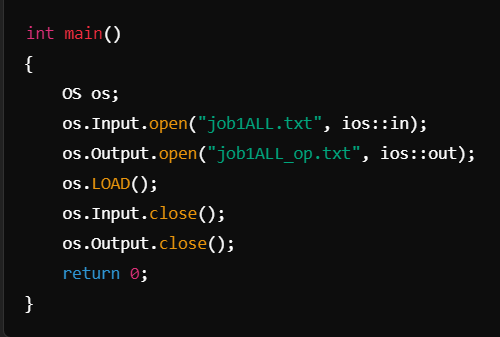 int main()
{
    OS os;
    os.Input.open("job1ALL.txt", ios::in);
    os.Output.open("job1ALL_op.txt", ios::out);
    os.LOAD();
    os.Input.close();
    os.Output.close();
    return 0;
}